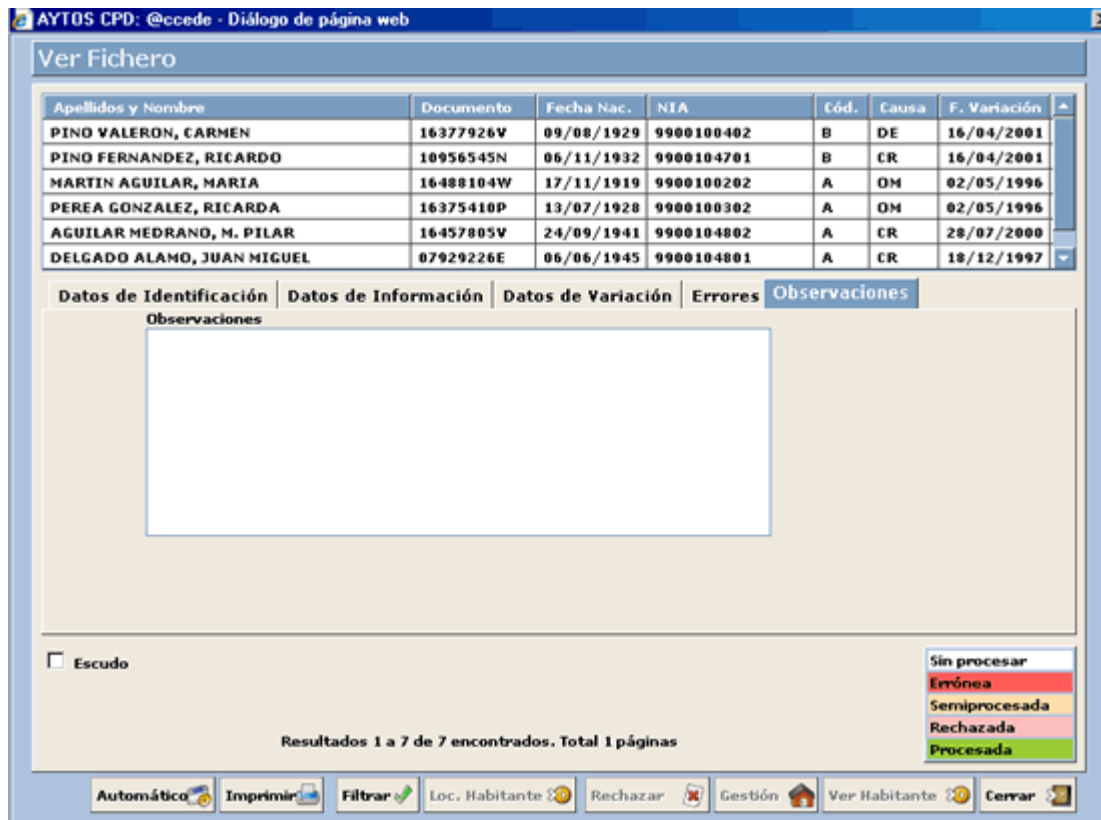 AYTOS CPD: @ccede - Diálogo de página web
Ver Fichero
Apellidos y Nombre Documento Fecha Nac. NIA Cód. Causa F. Variación
PINO VALERON, CARMEN 16377926V 09/08/1929 9900100402 B DE 16/04/2001
PINO FERNANDEZ, RICARDO 10956545N 06/11/1932 9900104701 B CR 16/04/2001
MARTIN AGUILAR, MARIA 16488104W 17/11/1919 9900100202 A OM 02/05/1996
PEREA GONZALEZ, RICARDA 16375410P 13/07/1928 9900100302 A OM 02/05/1996
AGUILAR MEDRANO, M. PILAR 16457805V 24/09/1941 9900104802 A CR 28/07/2000
DELGADO ALAMO, JUAN MIGUEL 07929226E 06/06/1945 9900104801 A CR 18/12/1997
Datos de Identificación Datos de Información Datos de Variación Errores Observaciones
Observaciones
Escudo
Sin procesar
Errónea
Semiprocesada
Rechazada
Procesada
Resultados 1 a 7 de 7 encontrados. Total 1 páginas
Automático Imprimir Filtrar Loc. Habitante Rechazar Gestión Ver Habitante Cerrar